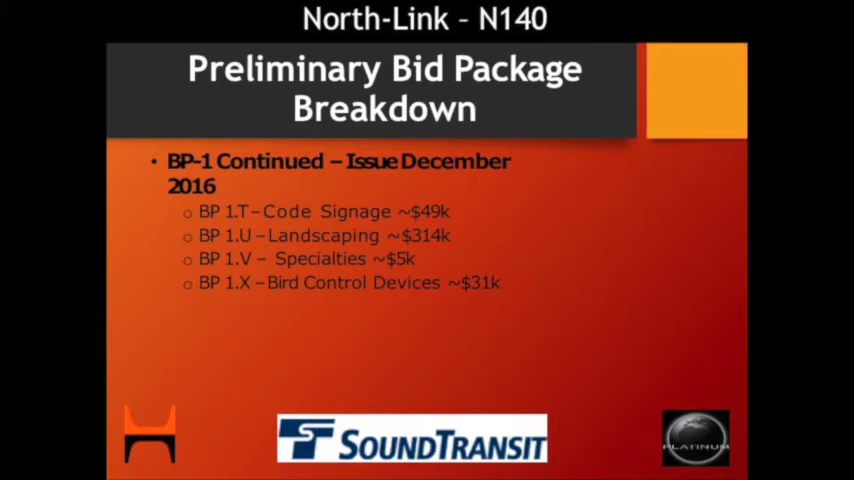 North-Link – N140
Preliminary Bid Package
Breakdown
• BP-1 Continued – Issue December
2016
o BP 1.T – Code Signage ~$49k
o BP 1.U – Landscaping ~$314k
o BP 1.V – Specialties ~$5k
o BP 1.X – Bird Control Devices ~$31k
SOUNDTRANSIT
PLATINUM